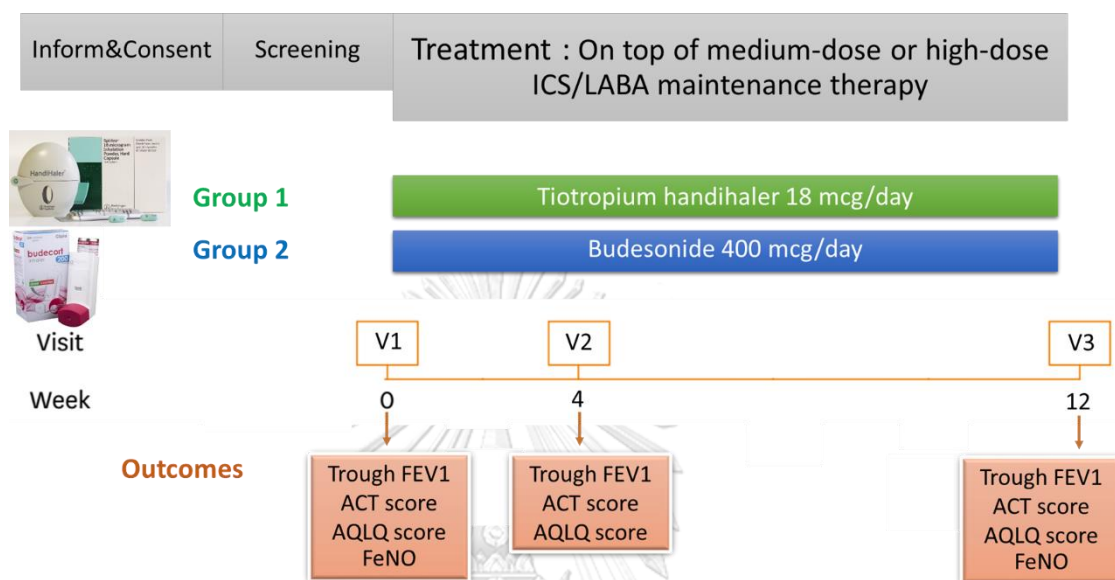 Inform&Consent
Screening
Treatment : On top of medium-dose or high-dose
ICS/LABA maintenance therapy
HandiHaler
Group 1
Tiotropium handihaler 18 mcg/day
budecort
200
Group 2
Budesonide 400 mcg/day
Visit
V1
V2
V3
Week
0
4
12
Outcomes
Trough FEV1
ACT score
AQLQ score
FeNO
Trough FEV1
ACT score
AQLQ score
Trough FEV1
ACT score
AQLQ score
FeNO